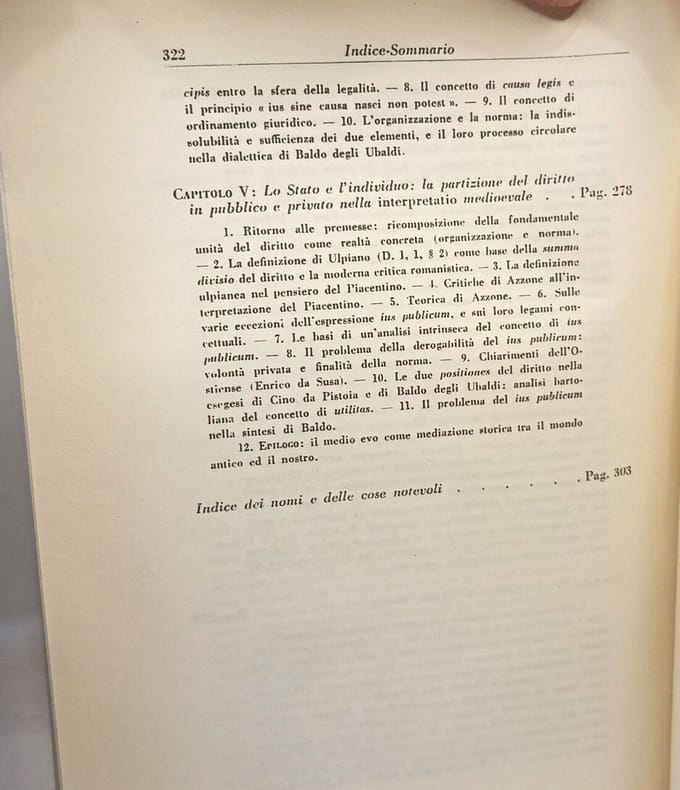 322 Indice-Sommario
cipis entro la sfera della legalità. — 8. Il concetto di causa legis e
il principio « ius sine causa nasci non potest ». — 9. Il concetto di
ordinamento giuridico. — 10. L'organizzazione e la norma: la indis-
solubilità e sufficienza dei due elementi, e il loro processo circolare
nella dialettica di Baldo degli Ubaldi.
CAPITOLO V: Lo Stato e l'individuo: la partizione del diritto
in pubblico e privato nella interpretatio medioevale . . Pag. 278
1. Ritorno alle premesse: ricomposizione della fondamentale
unità del diritto come realtà concreta (organizzazione e norma).
— 2. La definizione di Ulpiano (D. 1, 1, § 2) come base della summa
divisio del diritto e la moderna critica romanistica. — 3. La definizione
ulpianea nel pensiero del Piacentino. — 4. Critiche di Azzone all'in-
terpretazione del Piacentino. — 5. Teorica di Azzone. — 6. Sulle
varie eccezioni dell'espressione ius publicum, e sui loro legami con-
cettuali. — 7. Le basi di un'analisi intrinseca del concetto di ius
publicum. — 8. Il problema della derogabilità del ius publicum:
volontà privata e finalità della norma. — 9. Chiarimenti dell'O-
stiense (Enrico da Susa). — 10. Le due positiones del diritto nella
esegesi di Cino da Pistoia e di Baldo degli Ubaldi: analisi barto-
liana del concetto di utilitas. — 11. Il problema del ius publicum
nella sintesi di Baldo.
12. EPILOGO: il medio evo come mediazione storica tra il mondo
antico ed il nostro.
Indice dei nomi e delle cose notevoli . . . . . . Pag. 303